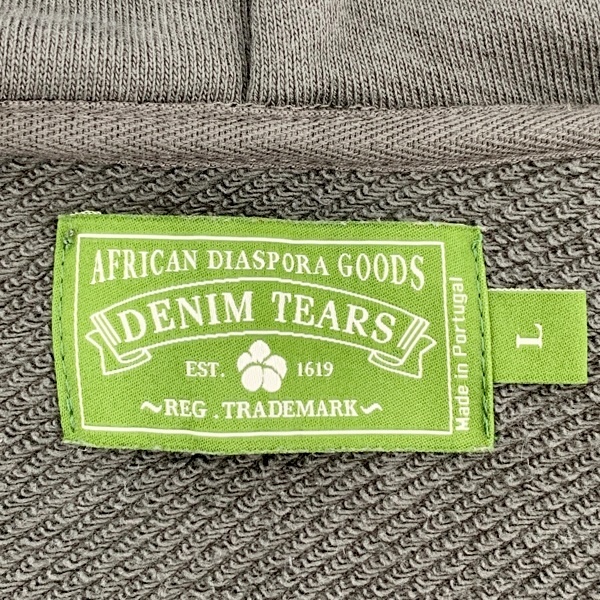 AFRICAN DIASPORA GOODS
DENIM TEARS
EST. 1619
~REG. TRADEMARK~
Made in Portugal
L